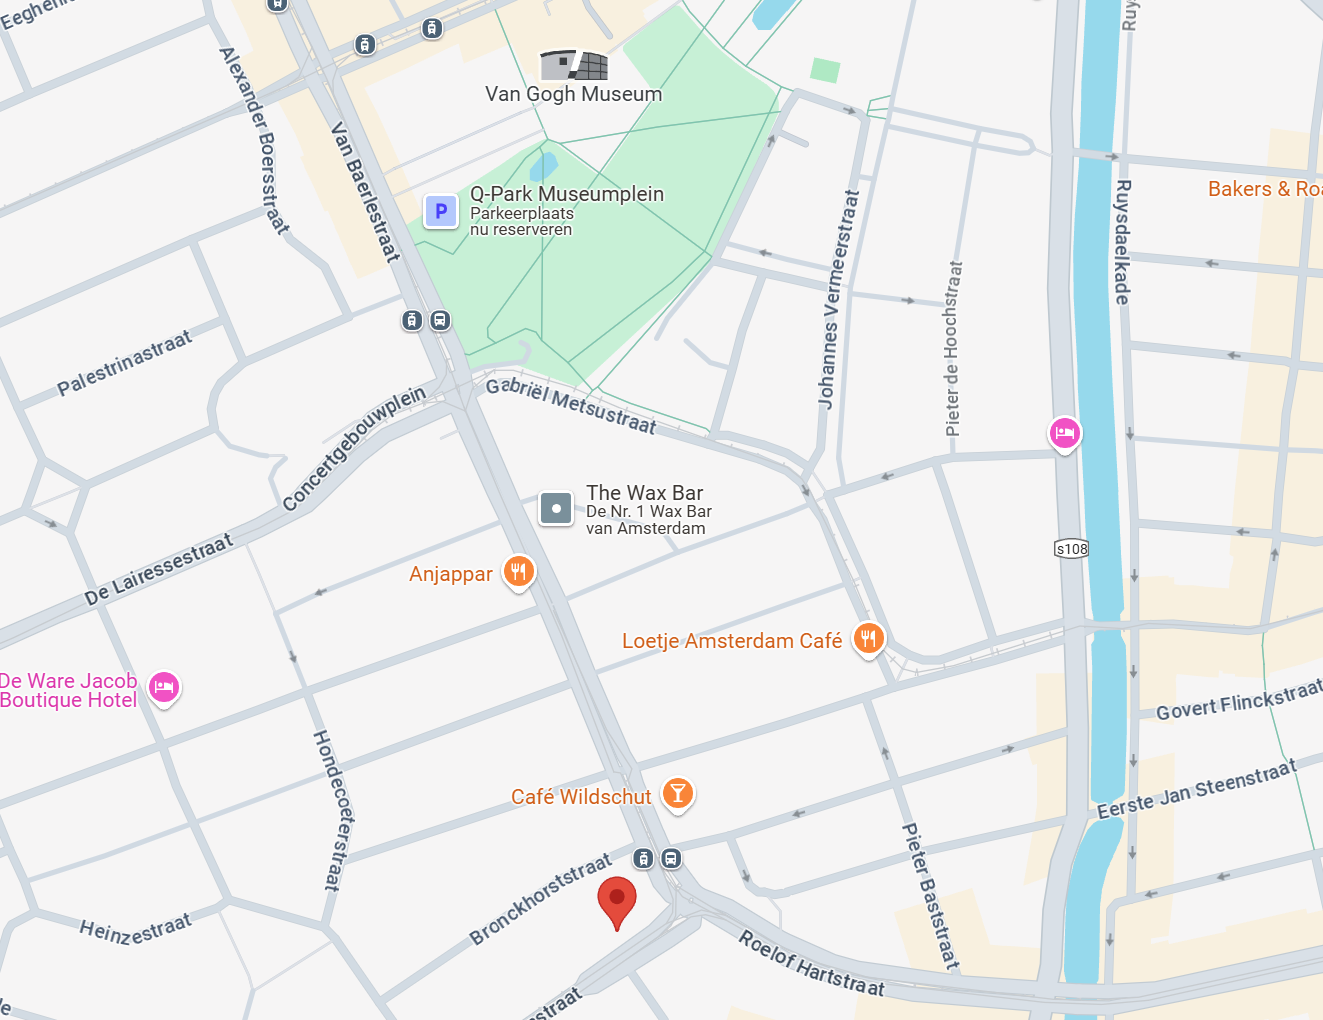 Eeghenstr
Ruy
Alexander Boersstraat
Van Gogh Museum
Van Baerlestraat
Q-Park Museumplein
Parkeerplaats
nu reserveren
P
Bakers & Roa
Ruysdaelkade
Johannes Vermeerstraat
Pieter de Hoochstraat
Palestrinastraat
Concertgebouwplein
Gabriël Metsustraat
The Wax Bar
De Nr. 1 Wax Bar
van Amsterdam
De Lairessestraat
Anjappar
s108
Loetje Amsterdam Café
De Ware Jacob
Boutique Hotel
Govert Flinckstraat
Hondecoeterstraat
Café Wildschut
Eerste Jan Steenstraat
Pieter Baststraat
Bronckhorststraat
Heinzestraat
Roelof Hartstraat
nstraat